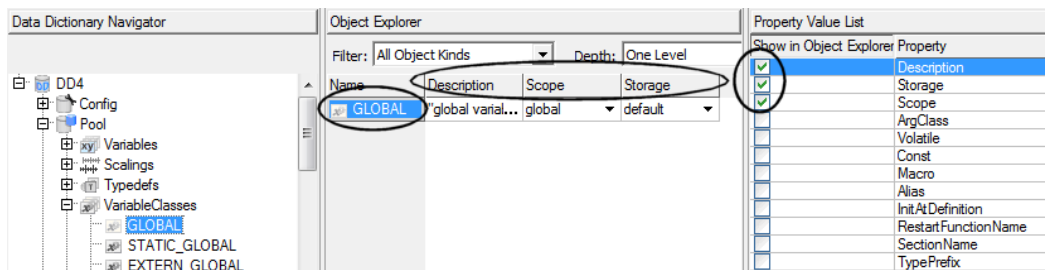 Data Dictionary Navigator
DD4
Config
Pool
Variables
Scalings
Typedefs
VariableClasses
GLOBAL
STATIC_GLOBAL
EXTERN_GLOBAL
Object Explorer
Filter: All Object Kinds Depth: One Level
Name Description Scope Storage
GLOBAL "global varial... global default
Property Value List
Show in Object Explorer Property
Description
Storage
Scope
ArgClass
Volatile
Const
Macro
Alias
InitAtDefinition
RestartFunctionName
SectionName
TypePrefix